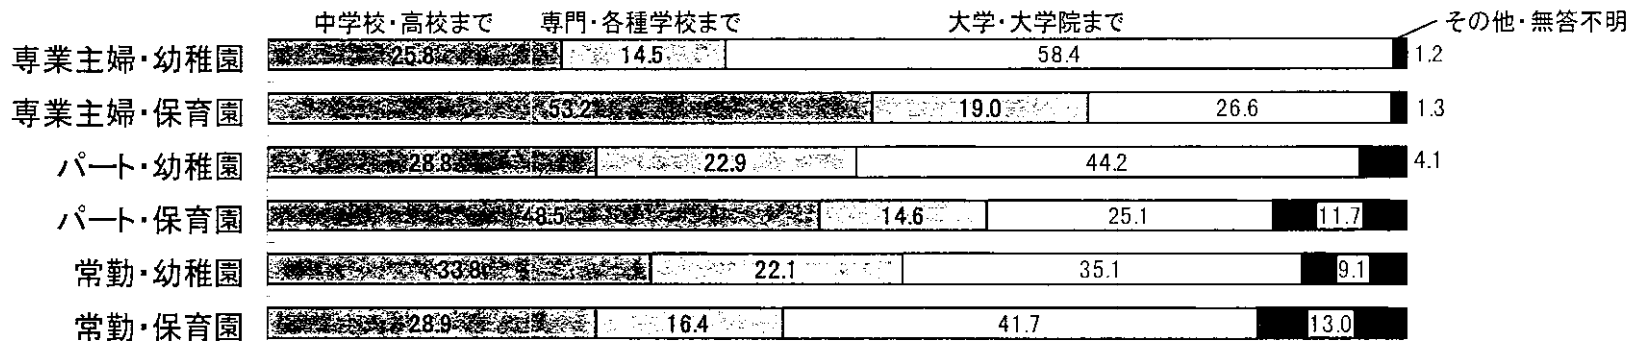 中学校・高校まで 専門・各種学校まで 大学・大学院まで その他・無答不明
専業主婦・幼稚園 25.8 14.5 58.4 1.2
専業主婦・保育園 53.2 19.0 26.6 1.3
パート・幼稚園 28.8 22.9 44.2 4.1
パート・保育園 48.5 14.6 25.1 11.7
常勤・幼稚園 33.8 22.1 35.1 9.1
常勤・保育園 28.9 16.4 41.7 13.0